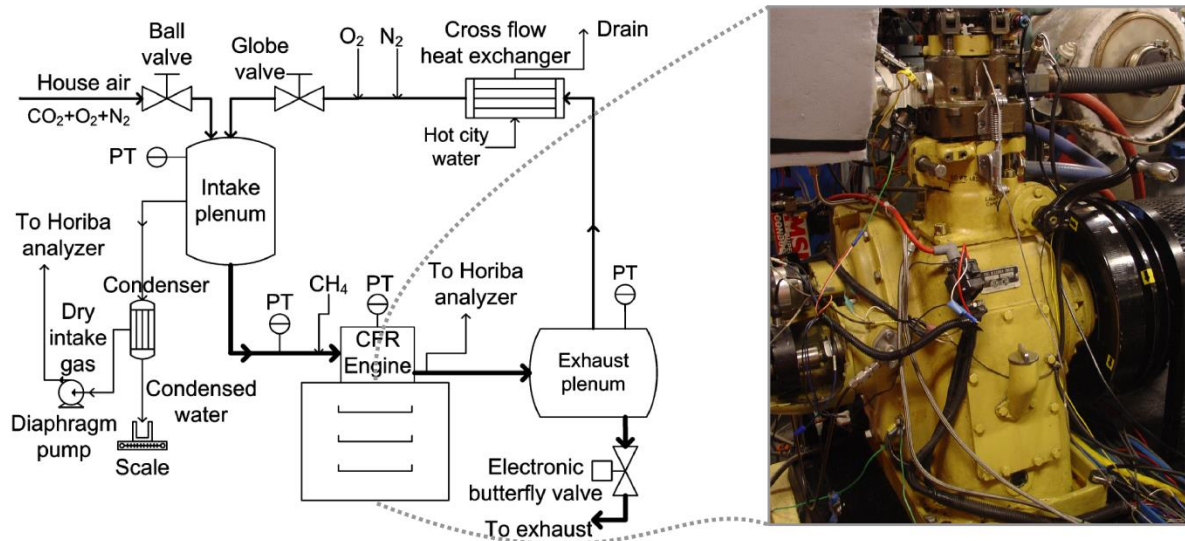 Ball
valve
House air
CO₂+O₂+N₂
Globe
valve
O₂
N₂
Cross flow
heat exchanger
Drain
Hot city
water
PT
Intake
plenum
To Horiba
analyzer
Condenser
Dry
intake
gas
Condensed
water
Diaphragm
pump
Scale
PT
CH₄
PT
CFR
Engine
To Horiba
analyzer
PT
Exhaust
plenum
Electronic
butterfly valve
To exhaust